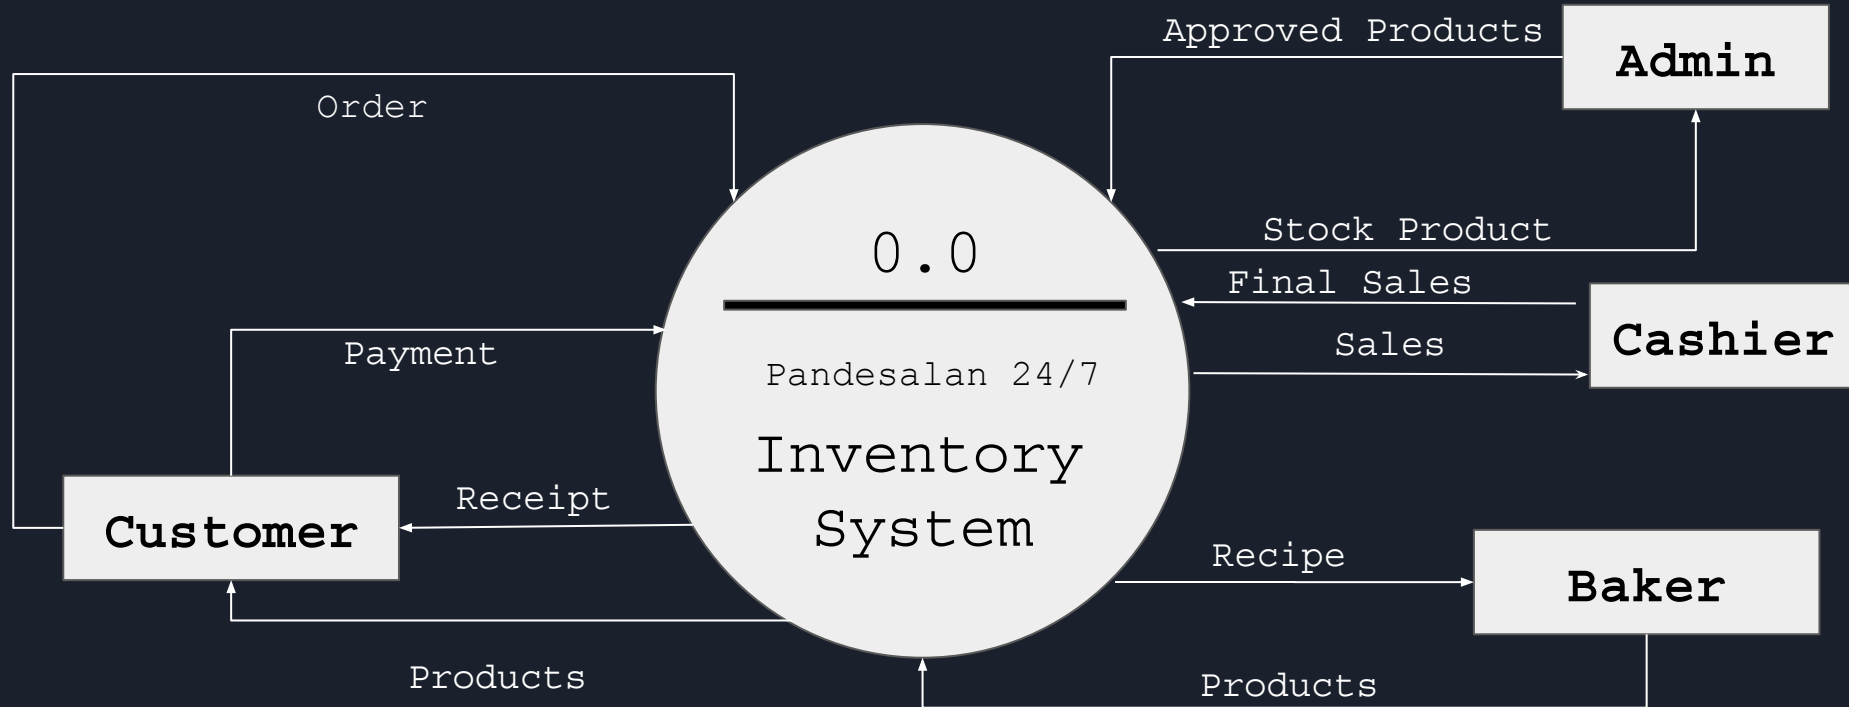 Approved Products
Admin
Order
Stock Product
0.0
Final Sales
Sales
Cashier
Payment
Pandesalan 24/7
Inventory
System
Receipt
Customer
Recipe
Baker
Products
Products